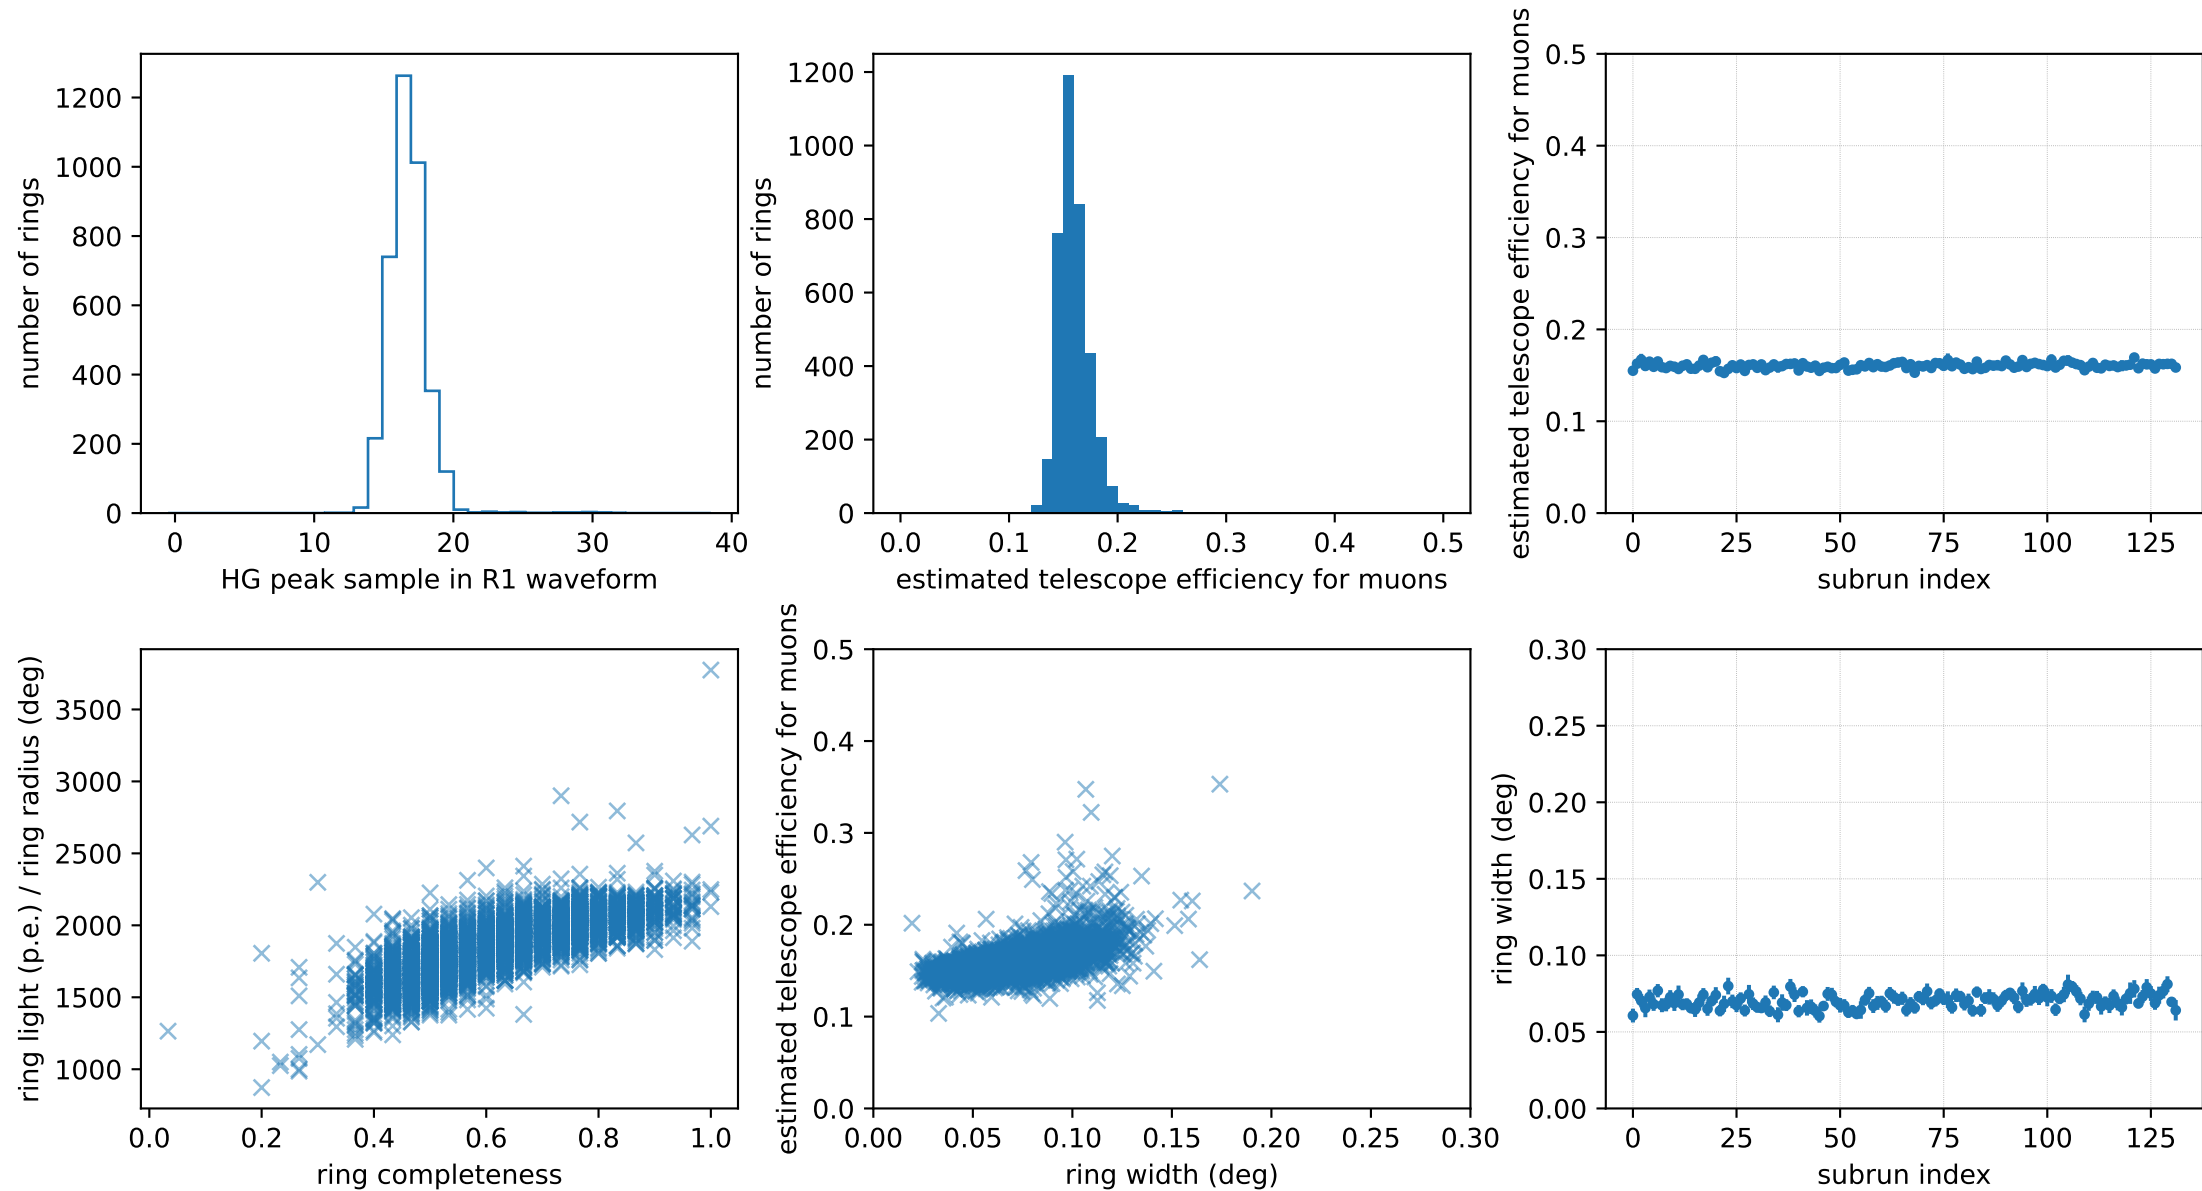 number of rings
1200
1000
800
600
400
200
0
0 10 20 30 40
HG peak sample in R1 waveform
number of rings
1200
1000
800
600
400
200
0
0.0 0.1 0.2 0.3 0.4 0.5
estimated telescope efficiency for muons
estimated telescope efficiency for muons
0.5
0.4
0.3
0.2
0.1
0.0
0 25 50 75 100 125
subrun index
ring light (p.e.) / ring radius (deg)
3500
3000
2500
2000
1500
1000
0.0 0.2 0.4 0.6 0.8 1.0
ring completeness
estimated telescope efficiency for muons
0.5
0.4
0.3
0.2
0.1
0.0
0.00 0.05 0.10 0.15 0.20 0.25 0.30
ring width (deg)
ring width (deg)
0.30
0.25
0.20
0.15
0.10
0.05
0.00
0 25 50 75 100 125
subrun index